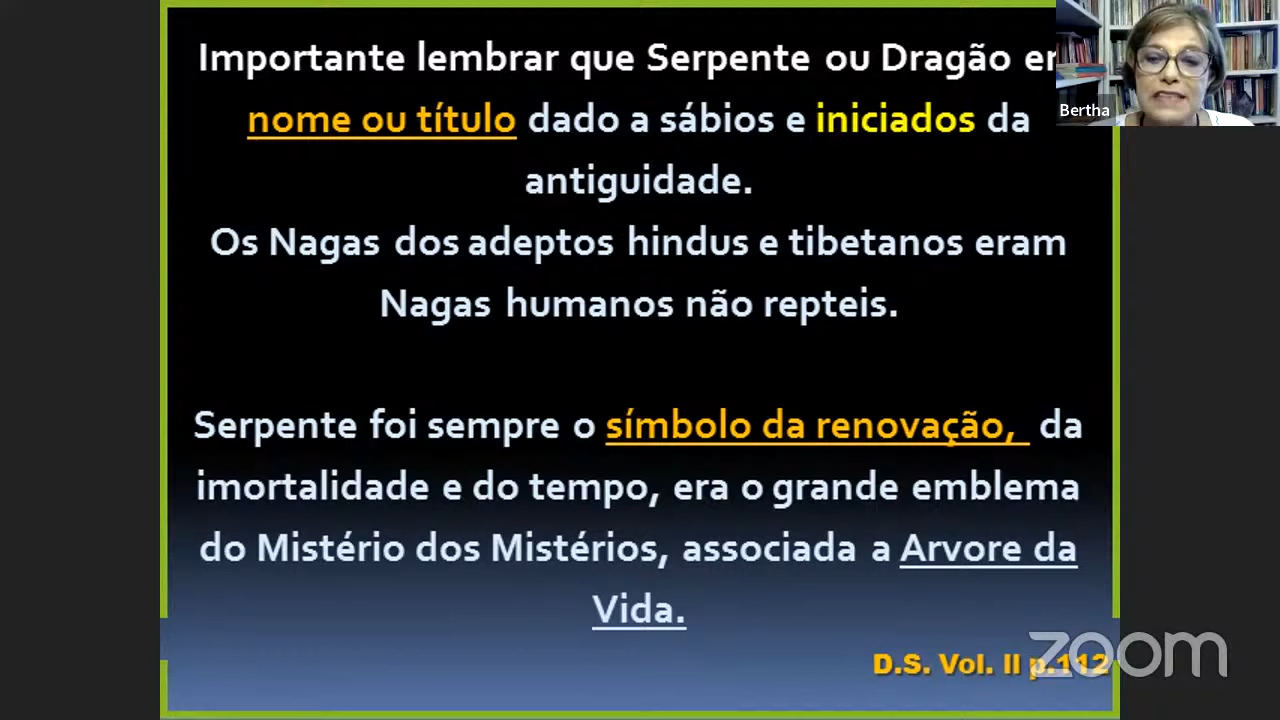 Importante lembrar que Serpente ou Dragão er
nome ou título dado a sábios e iniciados da
antiguidade.
Os Nagas dos adeptos hindus e tibetanos eram
Nagas humanos não repteis.
Serpente foi sempre o símbolo da renovação, da
imortalidade e do tempo, era o grande emblema
do Mistério dos Mistérios, associada a Arvore da
Vida.
D.S. Vol. II p.112
Bertha
zoom